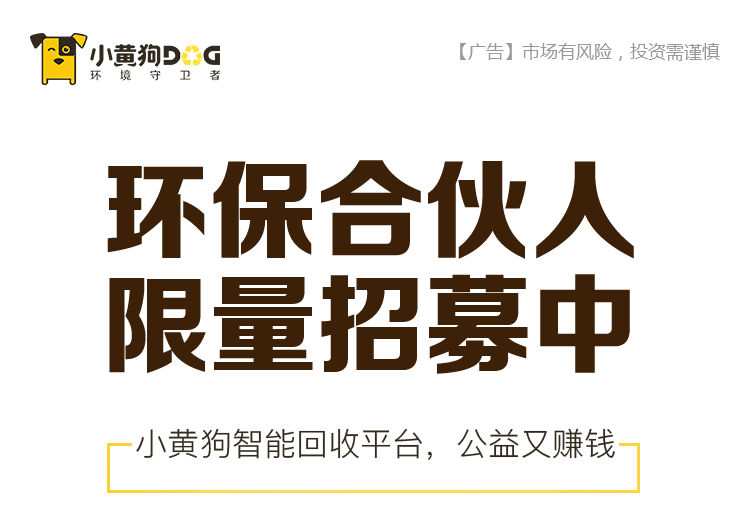 小黄狗DOG
环境守卫者
【广告】市场有风险，投资需谨慎
环保合伙人
限量招募中
小黄狗智能回收平台，公益又赚钱